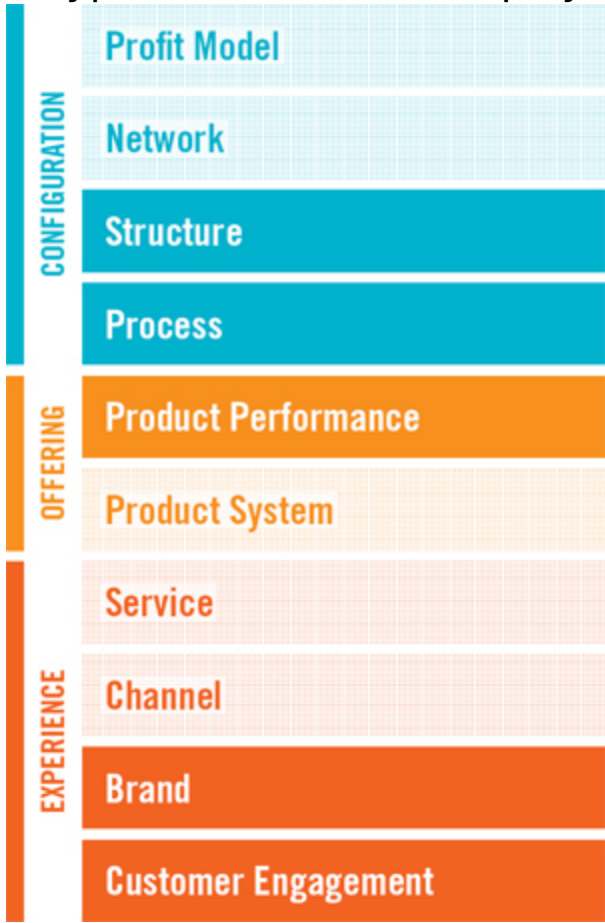 CONFIGURATION
Profit Model
Network
Structure
Process
OFFERING
Product Performance
Product System
EXPERIENCE
Service
Channel
Brand
Customer Engagement